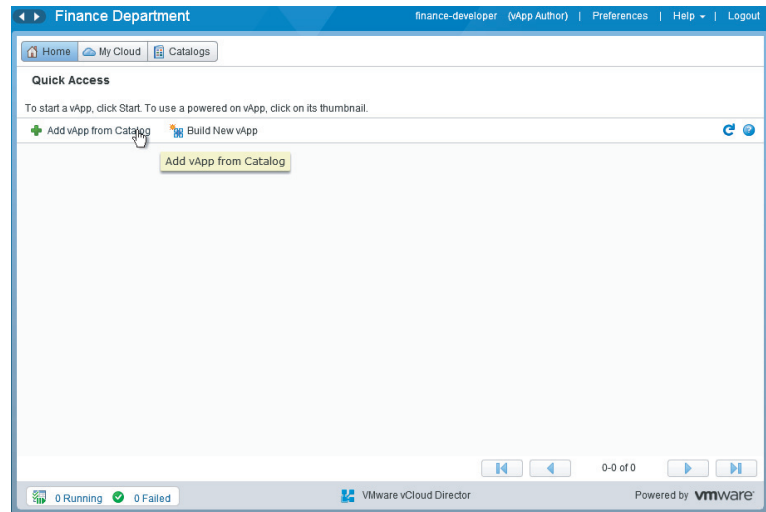 Finance Department finance-developer (vApp Author) | Preferences | Help | Logout
Home My Cloud Catalogs
Quick Access
To start a vApp, click Start. To use a powered on vApp, click on its thumbnail.
Add vApp from Catalog Build New vApp
Add vApp from Catalog
0-0 of 0
0 Running 0 Failed VMware vCloud Director Powered by vmware